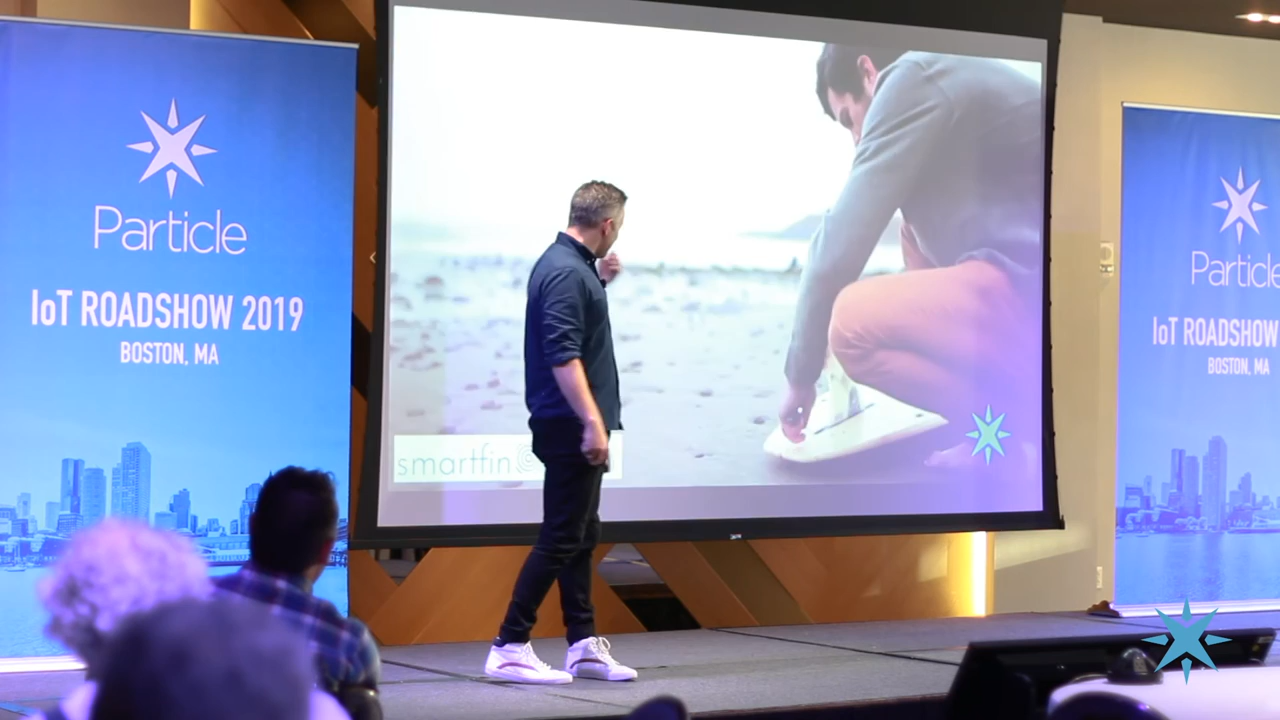 Particle
IoT ROADSHOW 2019
BOSTON, MA
smartfin
Particle
IoT ROADSHOW
BOSTON, MA